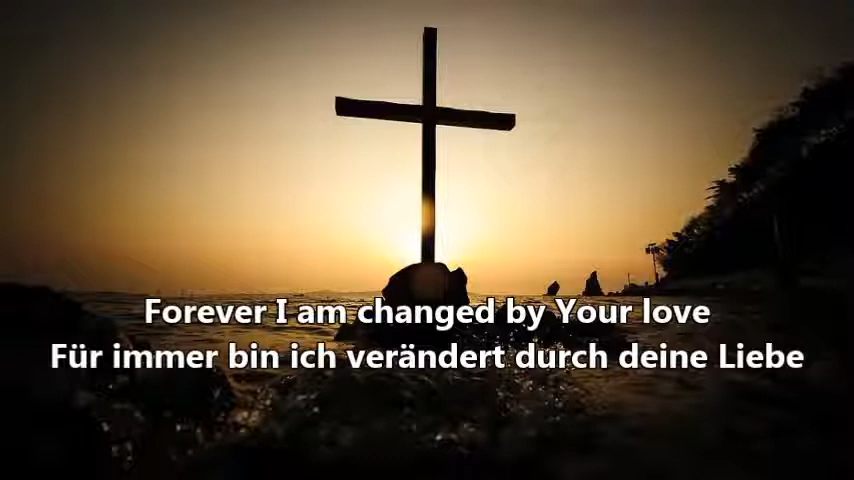 Forever I am changed by Your love
Für immer bin ich verändert durch deine Liebe